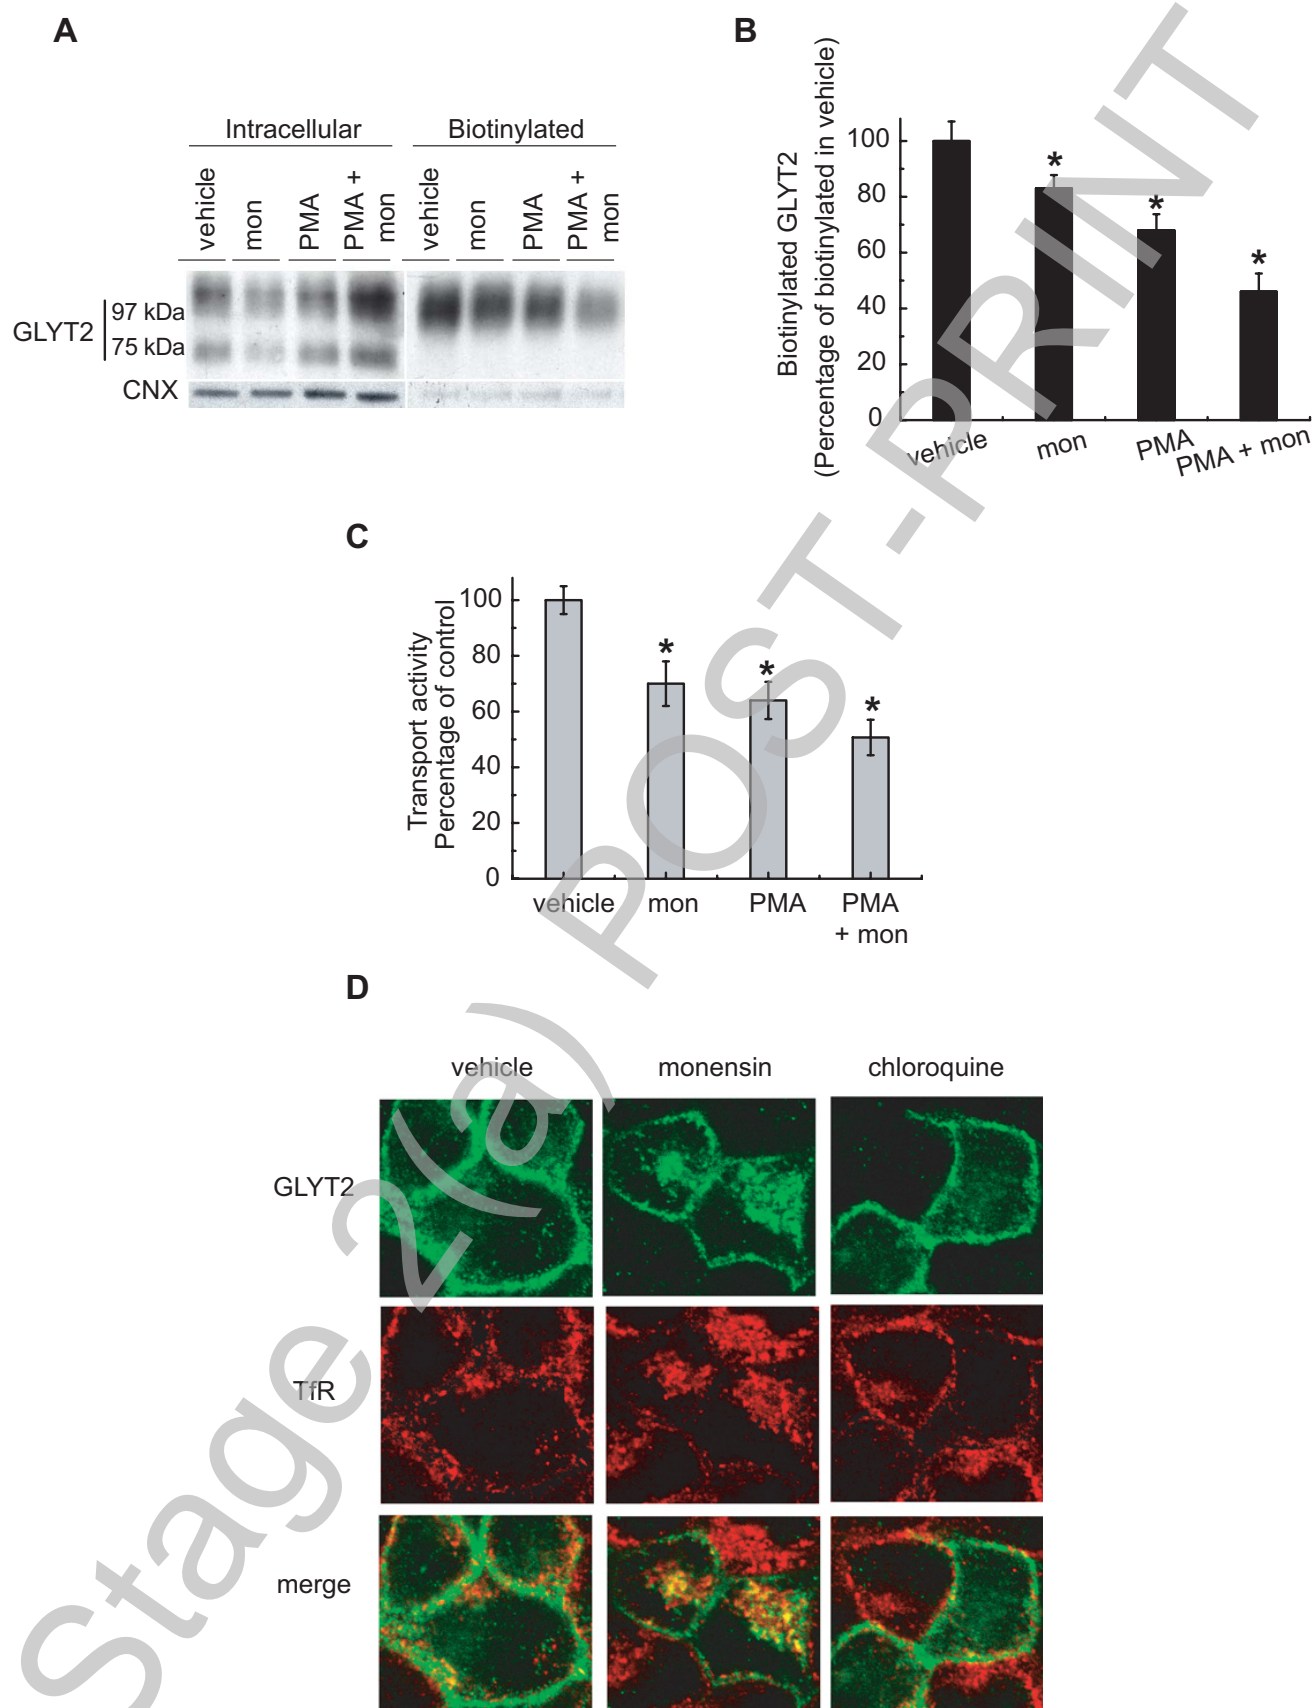 A
Intracellular
Biotinylated
vehicle
mon
PMA
PMA +
mon
vehicle
mon
PMA
PMA +
mon
GLYT2
97 kDa
75 kDa
CNX
B
Biotinylated GLYT2
(Percentage of biotinylated in vehicle)
100
80
60
40
20
0
*
*
*
vehicle
mon
PMA
PMA + mon
C
Transport activity
Percentage of control
100
80
60
40
20
0
*
*
*
vehicle
mon
PMA
PMA
+ mon
D
vehicle
monensin
chloroquine
GLYT2
TfR
merge
Stage 2(a) POST-PRINT